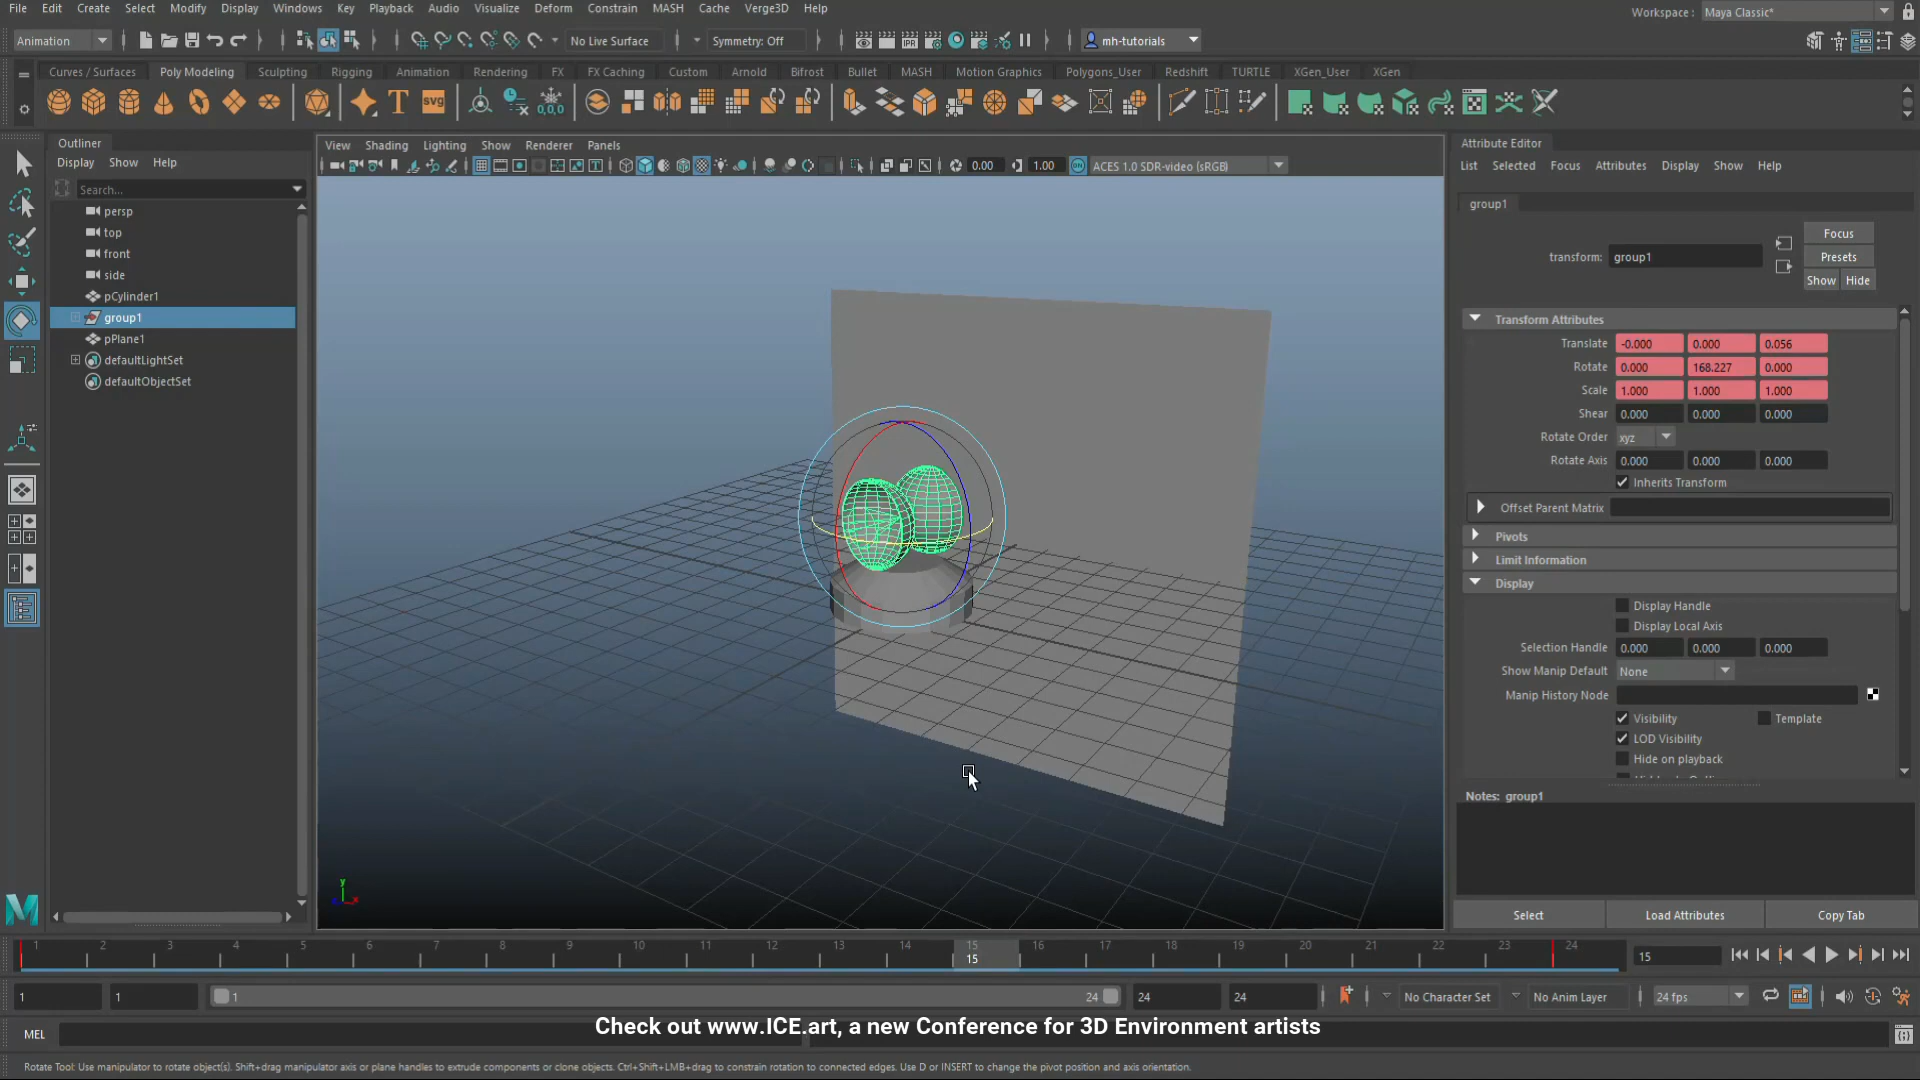 File Edit Create Select Modify Display Windows Key Playback Audio Visualize Deform Constrain MASH Cache Verge3D Help
Workspace : Maya Classic*
Animation No Live Surface Symmetry: Off mh-tutorials
Curves / Surfaces Poly Modeling Sculpting Rigging Animation Rendering FX FX Caching Custom Arnold Bifrost Bullet MASH Motion Graphics Polygons_User Redshift TURTLE XGen_User XGen
T SVG 0,0,0
Outliner
Display Show Help
Search...
persp
top
front
side
pCylinder1
group1
pPlane1
defaultLightSet
defaultObjectSet
View Shading Lighting Show Renderer Panels
0.00 1.00 ACES 1.0 SDR-video (sRGB)
y
x
Attribute Editor
List Selected Focus Attributes Display Show Help
group1
transform: group1
Focus
Presets
Show Hide
Transform Attributes
Translate -0.000 0.000 0.056
Rotate 0.000 168.227 0.000
Scale 1.000 1.000 1.000
Shear 0.000 0.000 0.000
Rotate Order xyz
Rotate Axis 0.000 0.000 0.000
Inherits Transform
Offset Parent Matrix
Pivots
Limit Information
Display
Display Handle
Display Local Axis
Selection Handle 0.000 0.000 0.000
Show Manip Default None
Manip History Node
Visibility Template
LOD Visibility
Hide on playback
Notes: group1
Select Load Attributes Copy Tab
1 2 3 4 5 6 7 8 9 10 11 12 13 14 15 16 17 18 19 20 21 22 23 24
15 15
1 1 1 24 24 24 No Character Set No Anim Layer 24 fps
MEL
Check out www.ICE.art, a new Conference for 3D Environment artists
Rotate Tool: Use manipulator to rotate object(s). Shift+drag manipulator axis or plane handles to extrude components or clone objects. Ctrl+Shift+LMB+drag to constrain rotation to connected edges. Use D or INSERT to change the pivot position and axis orientation.